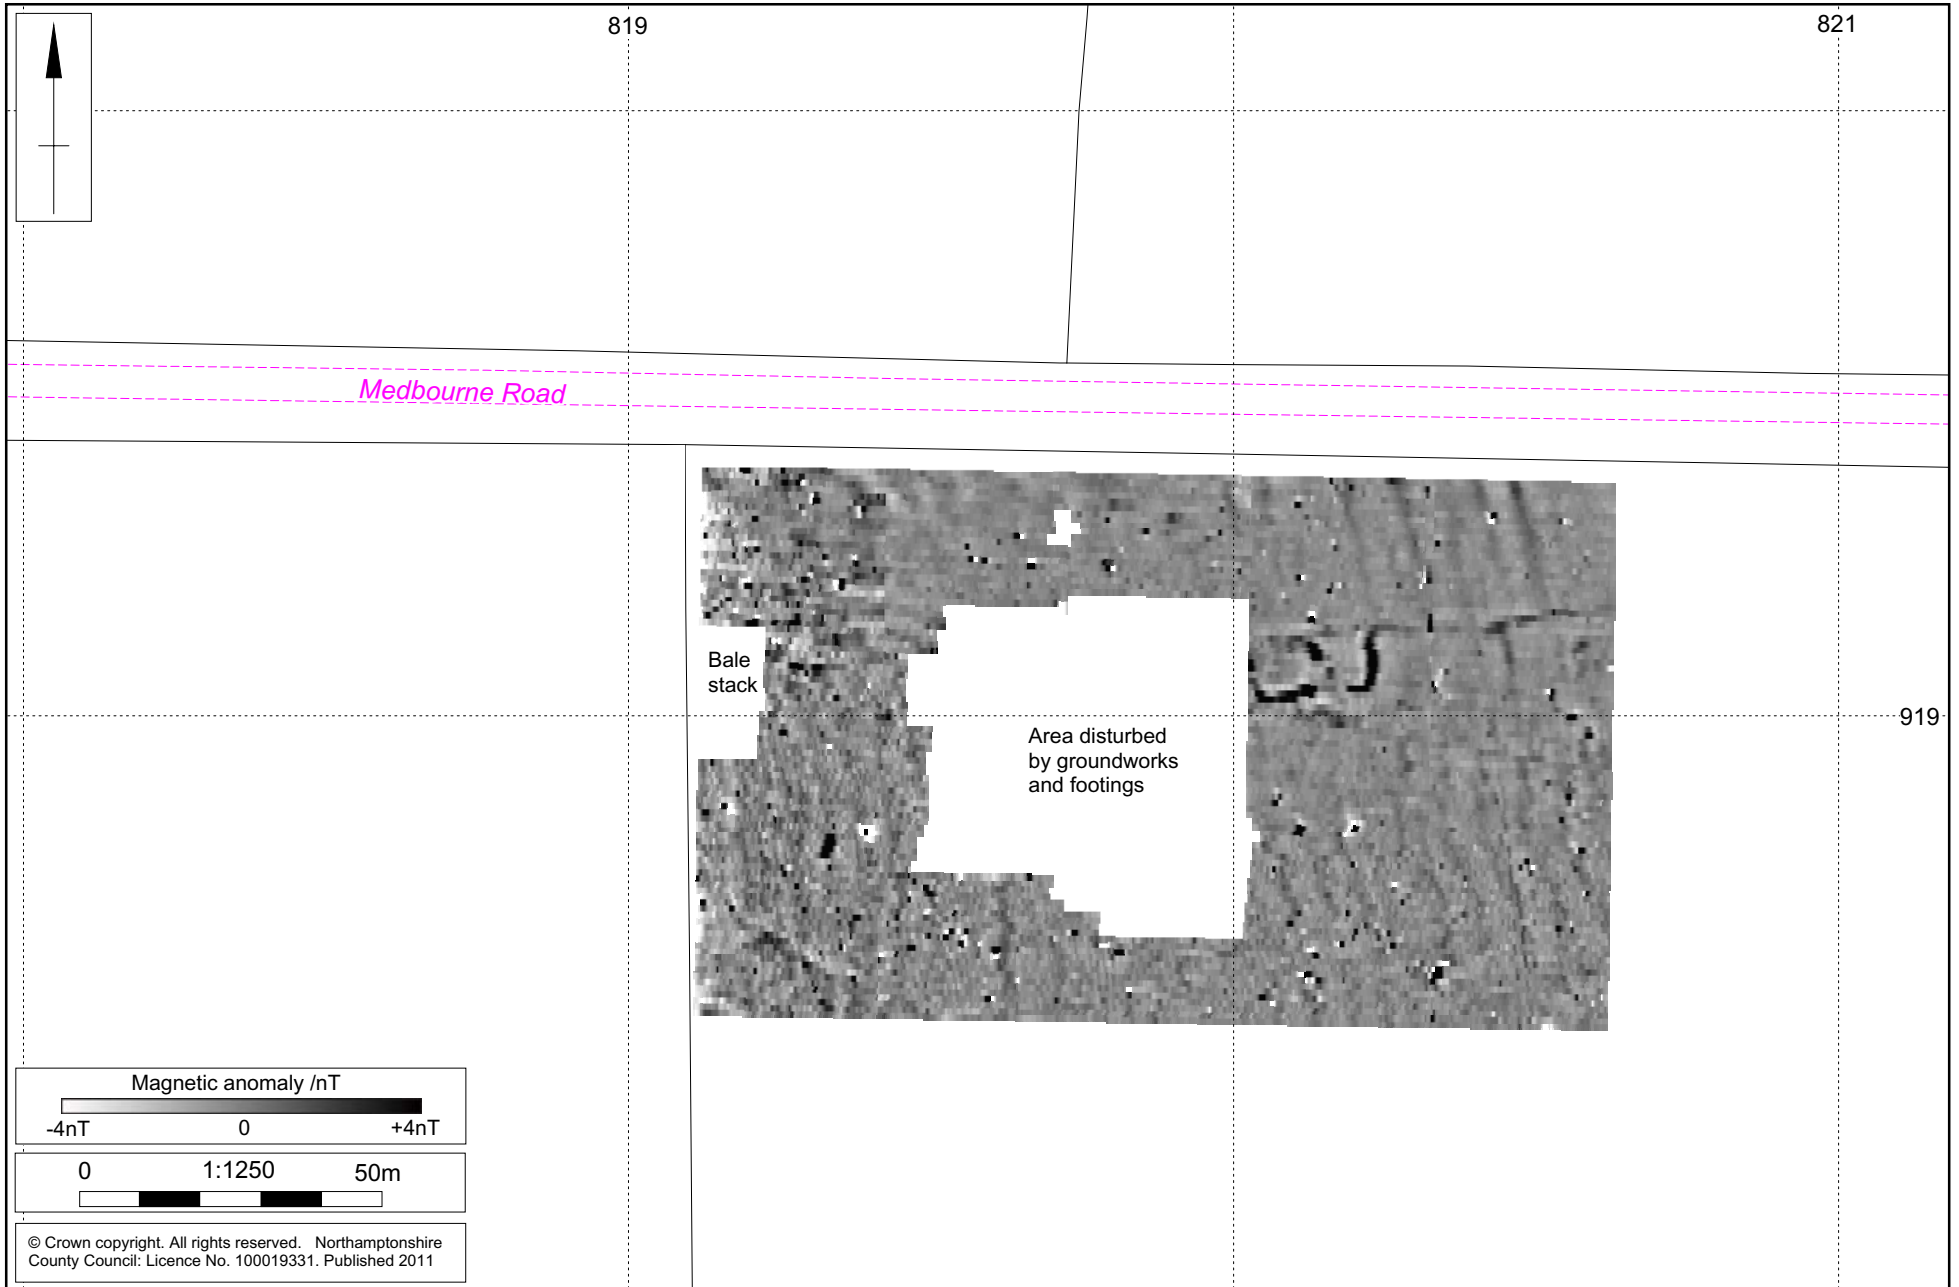 819
821
Medbourne Road
Bale
stack
Area disturbed
by groundworks
and footings
919
Magnetic anomaly /nT
-4nT 0 +4nT
0 1:1250 50m
© Crown copyright. All rights reserved. Northamptonshire
County Council: Licence No. 100019331. Published 2011